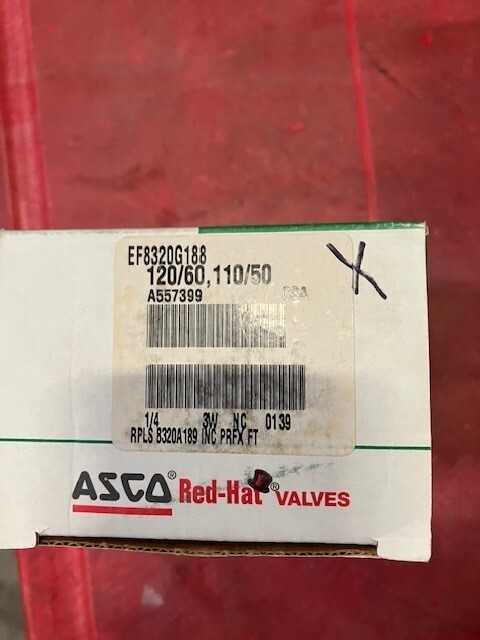 EF8320G188
120/60, 110/50
A557399
1/4 3W NC 0139
RPLS 8320A189 INC PRFX FT
ASCO® Red-Hat® VALVES